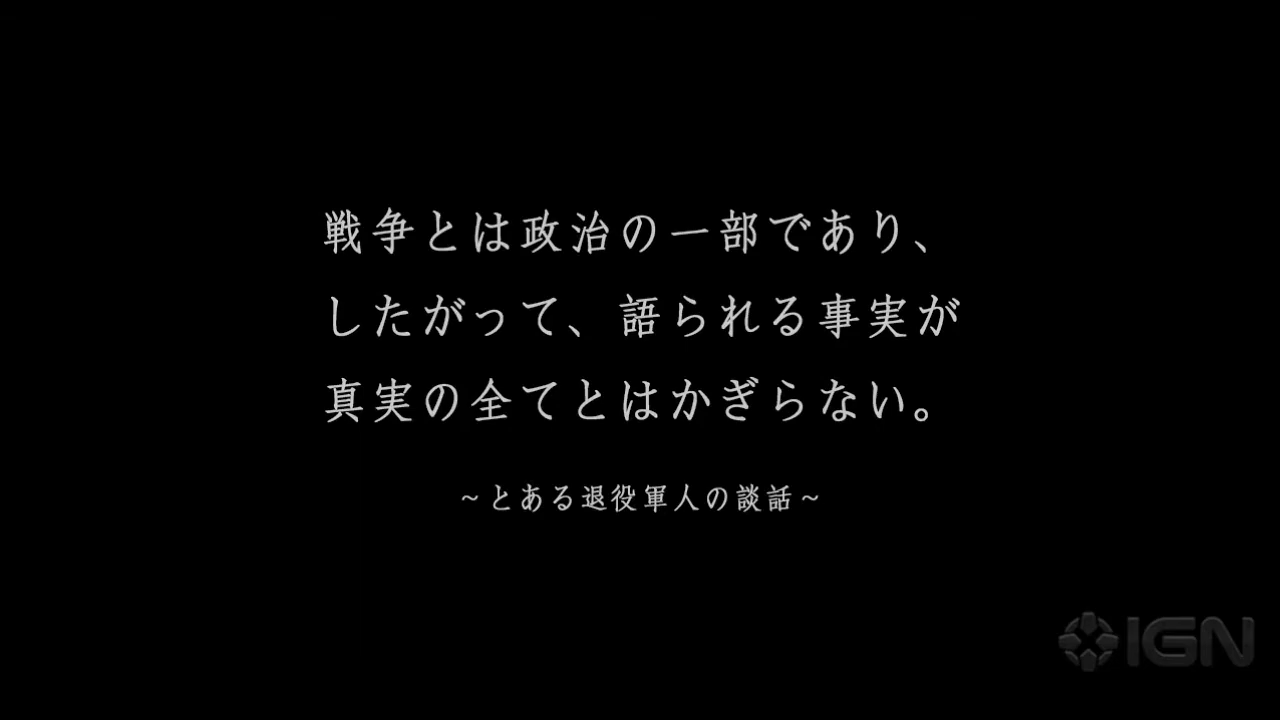 戦争とは政治の一部であり、
したがって、語られる事実が
真実の全てとはかぎらない。
~とある退役軍人の談話~
IGN